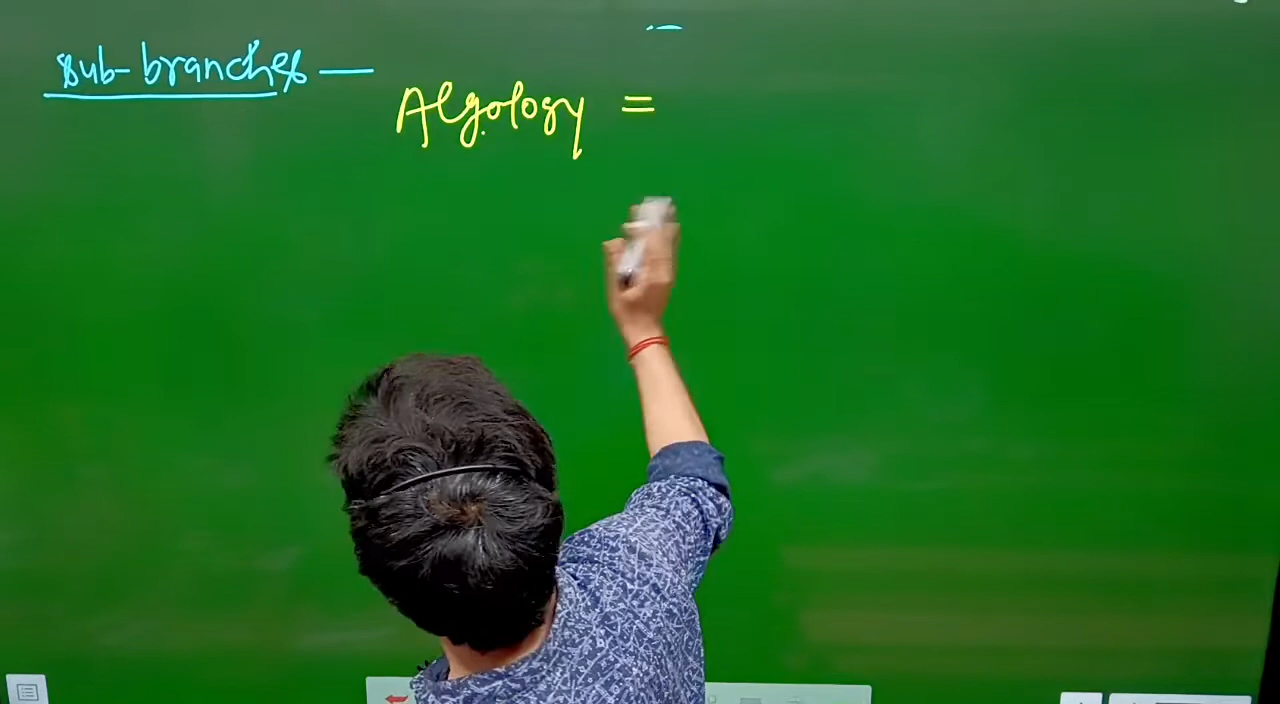 sub-branches —
Algology =